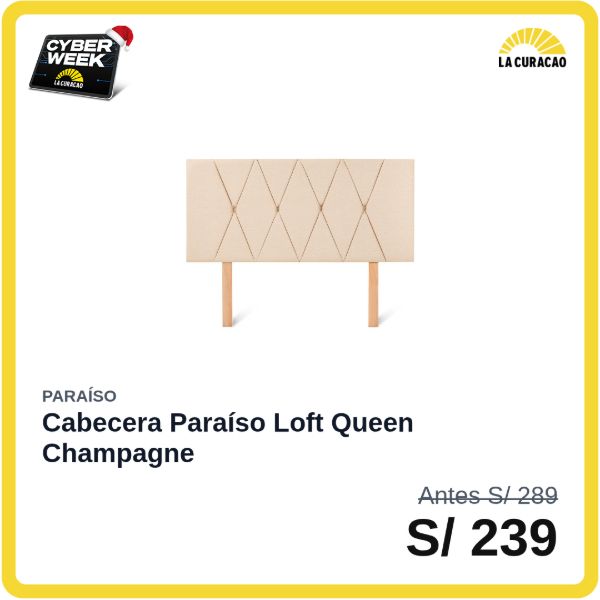 CYBER
WEEK
LA CURACAO
LA CURACAO
PARAÍSO
Cabecera Paraíso Loft Queen
Champagne
Antes S/ 289
S/ 239